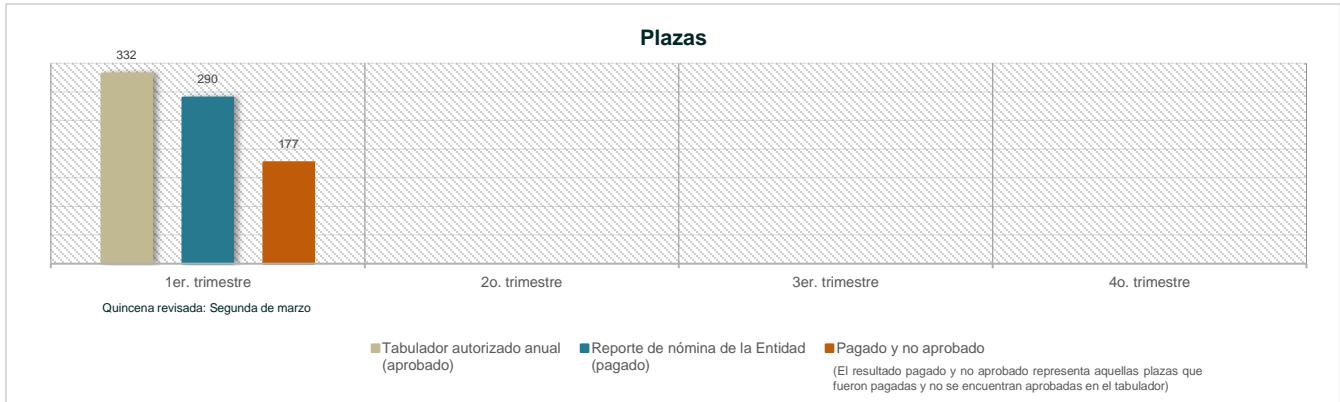 Plazas
332
290
177
1er. trimestre
2o. trimestre
3er. trimestre
4o. trimestre
Quincena revisada: Segunda de marzo
Tabulador autorizado anual
(aprobado)
Reporte de nómina de la Entidad
(pagado)
Pagado y no aprobado
(El resultado pagado y no aprobado representa aquellas plazas que
fueron pagadas y no se encuentran aprobadas en el tabulador)